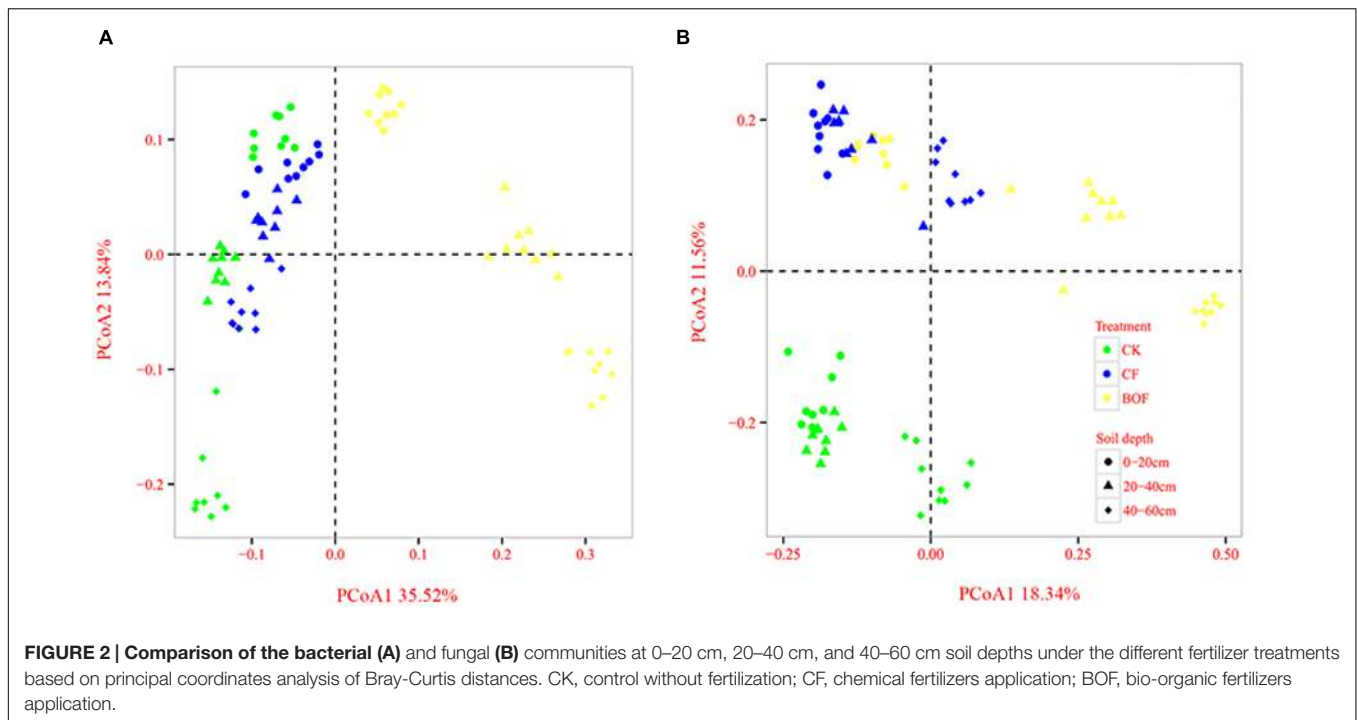 A
B
0.1
0.0
−0.1
−0.2
PCoA2 13.84%
−0.1
0.0
0.1
0.2
0.3
PCoA1 35.52%
0.2
0.0
−0.2
PCoA2 11.56%
−0.25
0.00
0.25
0.50
PCoA1 18.34%
Treatment
CK
CF
BOF
Soil depth
0−20cm
20−40cm
40−60cm
FIGURE 2 | Comparison of the bacterial (A) and fungal (B) communities at 0–20 cm, 20–40 cm, and 40–60 cm soil depths under the different fertilizer treatments
based on principal coordinates analysis of Bray-Curtis distances. CK, control without fertilization; CF, chemical fertilizers application; BOF, bio-organic fertilizers
application.